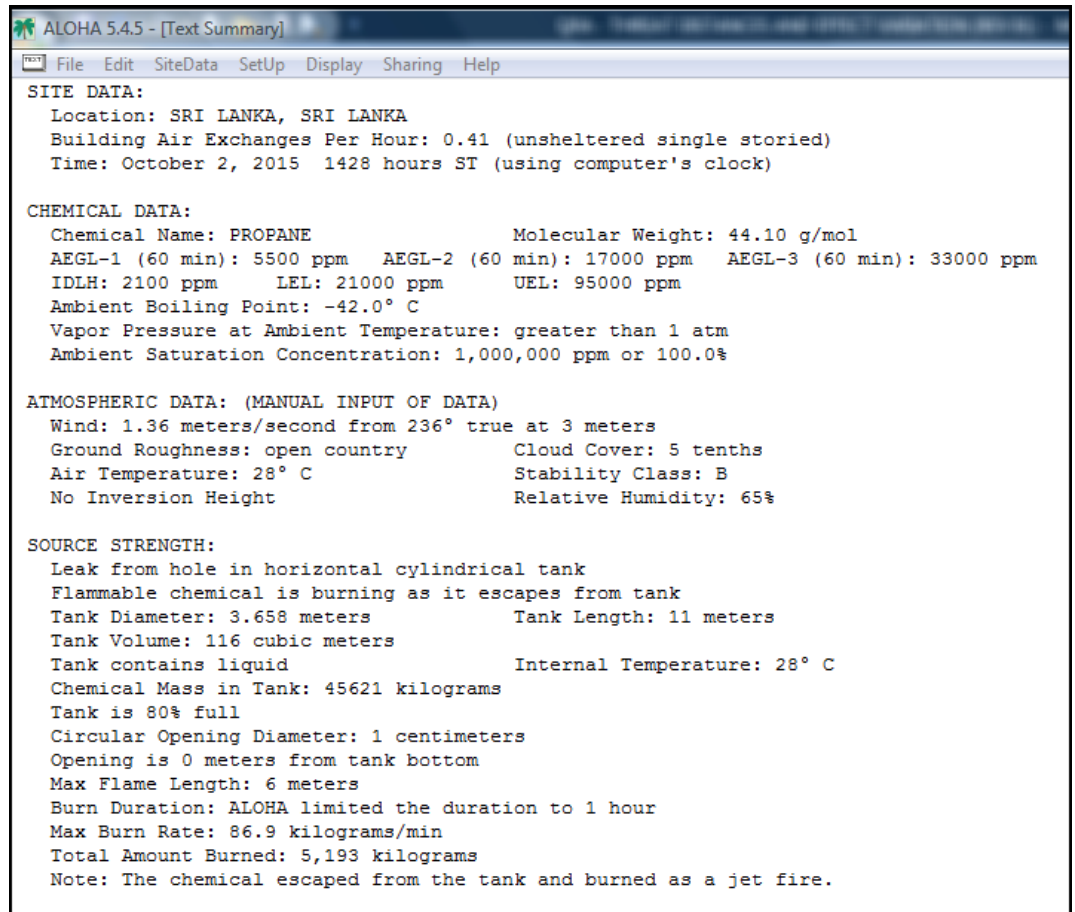 ALOHA 5.4.5 - [Text Summary]
File Edit SiteData SetUp Display Sharing Help
SITE DATA:
Location: SRI LANKA, SRI LANKA
Building Air Exchanges Per Hour: 0.41 (unsheltered single storied)
Time: October 2, 2015 1428 hours ST (using computer's clock)
CHEMICAL DATA:
Chemical Name: PROPANE Molecular Weight: 44.10 g/mol
AEGL-1 (60 min): 5500 ppm AEGL-2 (60 min): 17000 ppm AEGL-3 (60 min): 33000 ppm
IDLH: 2100 ppm LEL: 21000 ppm UEL: 95000 ppm
Ambient Boiling Point: -42.0° C
Vapor Pressure at Ambient Temperature: greater than 1 atm
Ambient Saturation Concentration: 1,000,000 ppm or 100.0%
ATMOSPHERIC DATA: (MANUAL INPUT OF DATA)
Wind: 1.36 meters/second from 236° true at 3 meters
Ground Roughness: open country Cloud Cover: 5 tenths
Air Temperature: 28° C Stability Class: B
No Inversion Height Relative Humidity: 65%
SOURCE STRENGTH:
Leak from hole in horizontal cylindrical tank
Flammable chemical is burning as it escapes from tank
Tank Diameter: 3.658 meters Tank Length: 11 meters
Tank Volume: 116 cubic meters
Tank contains liquid Internal Temperature: 28° C
Chemical Mass in Tank: 45621 kilograms
Tank is 80% full
Circular Opening Diameter: 1 centimeters
Opening is 0 meters from tank bottom
Max Flame Length: 6 meters
Burn Duration: ALOHA limited the duration to 1 hour
Max Burn Rate: 86.9 kilograms/min
Total Amount Burned: 5,193 kilograms
Note: The chemical escaped from the tank and burned as a jet fire.